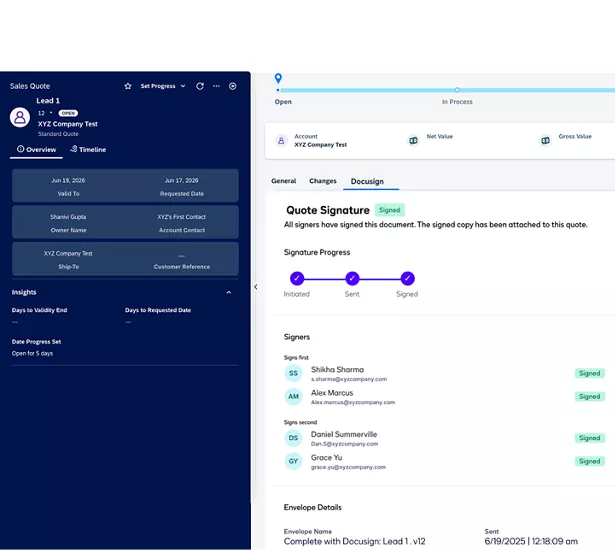 Sales Quote
Set Progress
Lead 1
12 • OPEN
XYZ Company Test
Standard Quote
Overview Timeline
Jun 19, 2026 Jun 17, 2026
Valid To Requested Date
Shanivi Gupta XYZ's First Contact
Owner Name Account Contact
XYZ Company Test —
Ship-To Customer Reference
Insights
Days to Validity End Days to Requested Date
— —
Date Progress Set
Open for 5 days
Open In Process
Account Net Value Gross Value
XYZ Company Test
General Changes Docusign
Quote Signature Signed
All signers have signed this document. The signed copy has been attached to this quote.
Signature Progress
Initiated Sent Signed
Signers
Signs first
SS Shikha Sharma Signed
s.sharma@xyzcompany.com
AM Alex Marcus Signed
Alex.marcus@xyzcompany.com
Signs second
DS Daniel Summerville Signed
Dan.S@xyzcompany.com
GY Grace Yu Signed
grace.yu@xyzcompany.com
Envelope Details
Envelope Name Sent
Complete with Docusign: Lead 1 . v12 6/19/2025 | 12:18:09 am